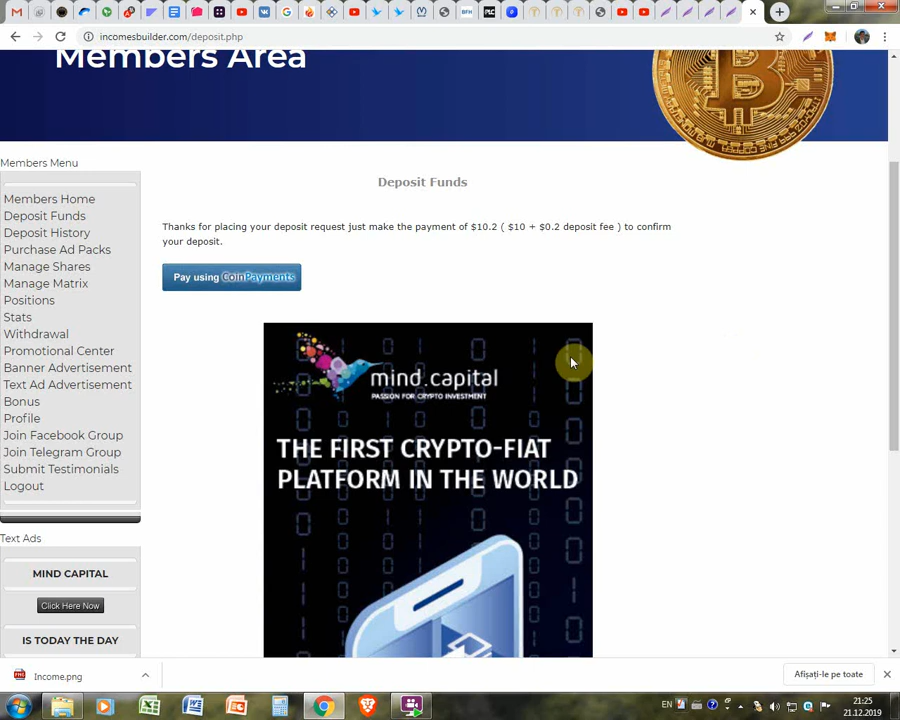 incomesbuilder.com/deposit.php
Members Area
Members Menu
Members Home
Deposit Funds
Deposit History
Purchase Ad Packs
Manage Shares
Manage Matrix
Positions
Stats
Withdrawal
Promotional Center
Banner Advertisement
Text Ad Advertisement
Bonus
Profile
Join Facebook Group
Join Telegram Group
Submit Testimonials
Logout
Text Ads
MIND CAPITAL
Click Here Now
IS TODAY THE DAY
Deposit Funds
Thanks for placing your deposit request just make the payment of $10.2 ( $10 + $0.2 deposit fee ) to confirm
your deposit.
Pay using CoinPayments
mind.capital
PASSION FOR CRYPTO INVESTMENT
THE FIRST CRYPTO-FIAT
PLATFORM IN THE WORLD
Income.png
Afișați-le pe toate
EN
21:25
21.12.2019